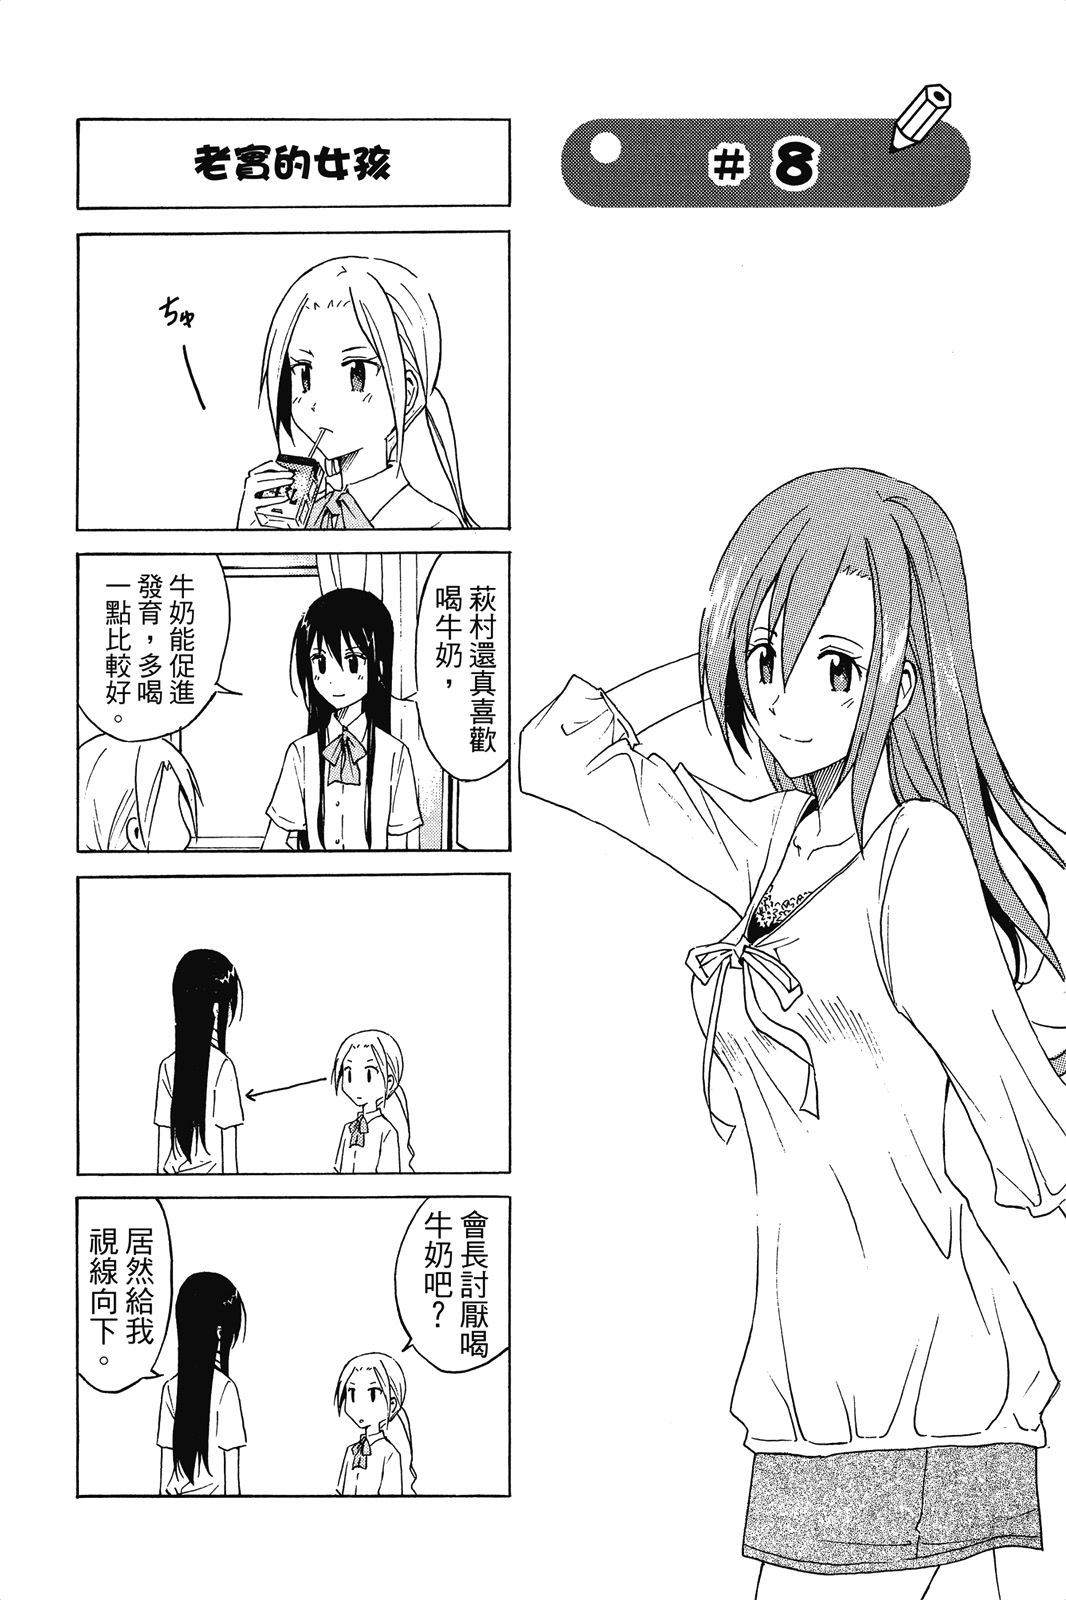 # 8
老實的女孩
ちゅ
萩村還真喜歡
喝牛奶，
牛奶能促進
發育，多喝
一點比較好。
會長討厭喝
牛奶吧？
居然給我
視線向下。